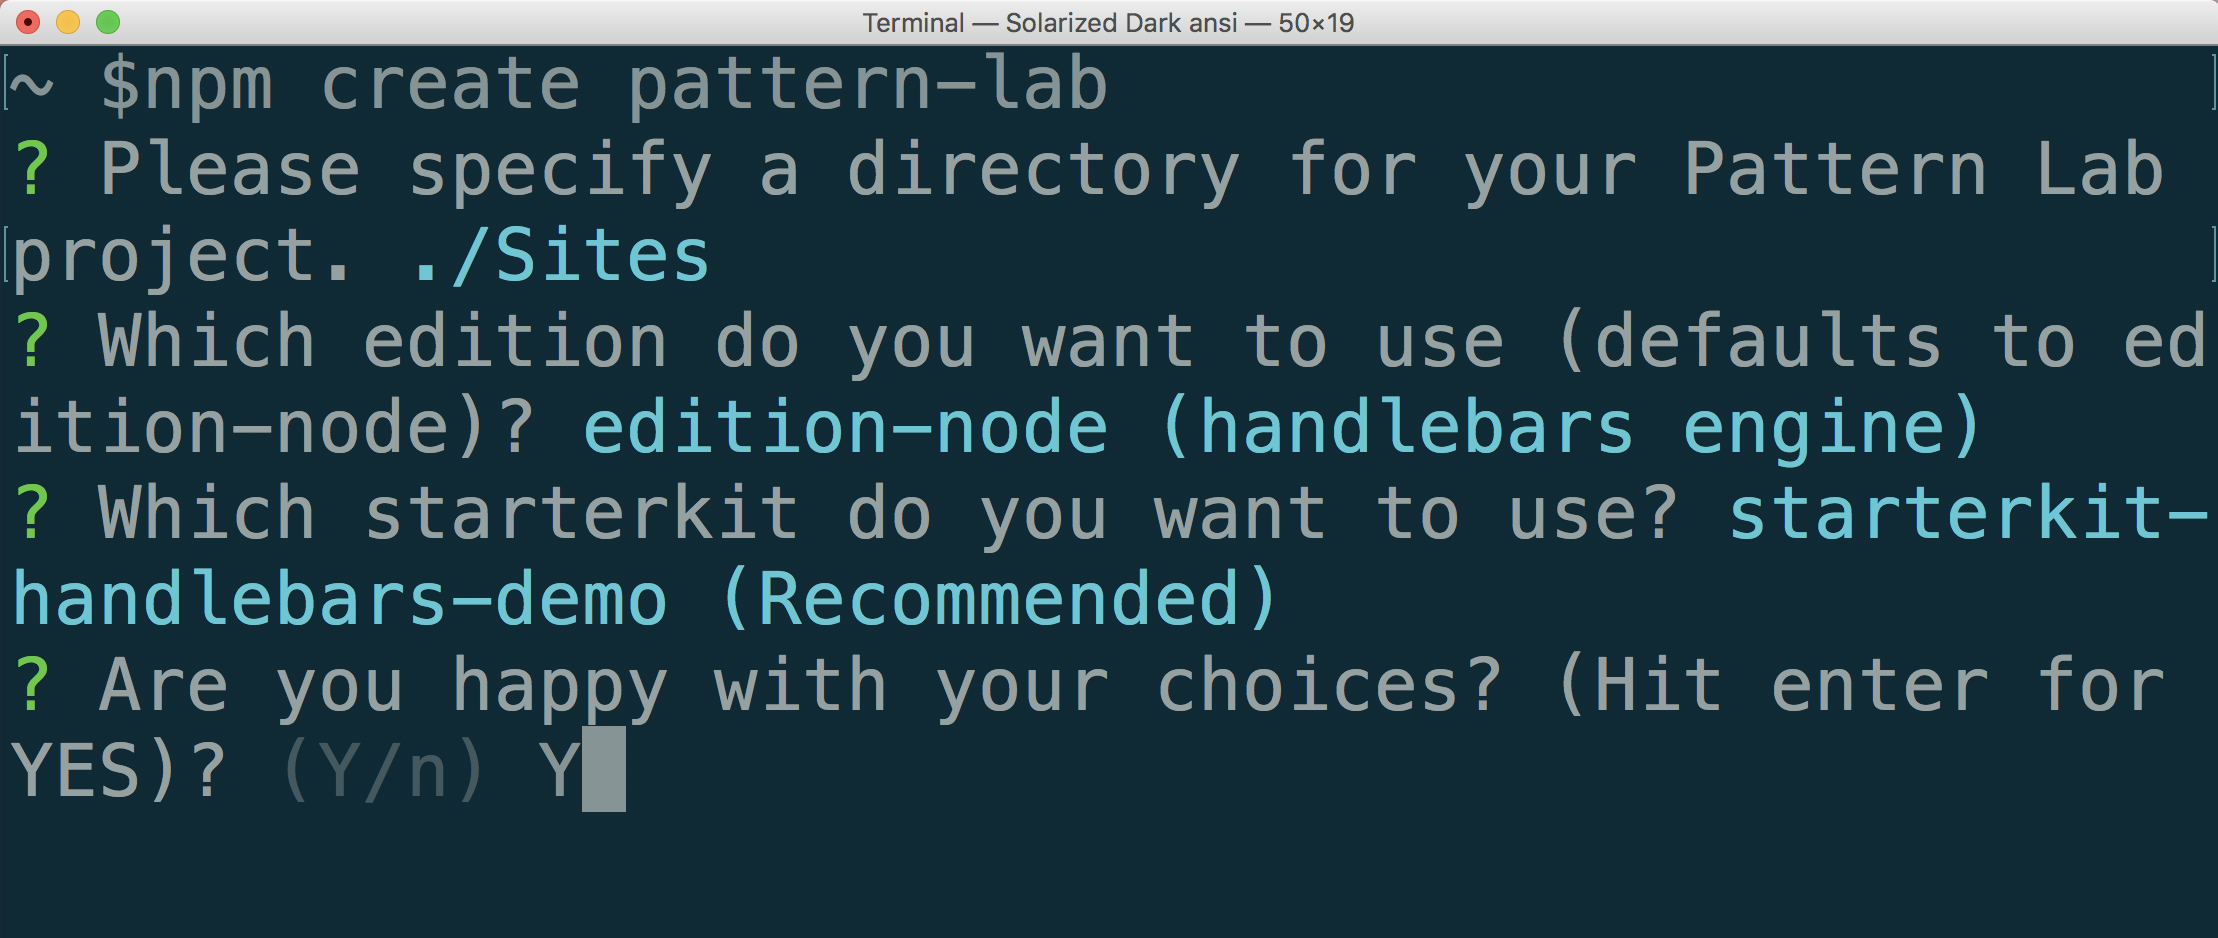 Terminal — Solarized Dark ansi — 50×19
~ $npm create pattern-lab
? Please specify a directory for your Pattern Lab
project. ./Sites
? Which edition do you want to use (defaults to ed
ition-node)? edition-node (handlebars engine)
? Which starterkit do you want to use? starterkit-
handlebars-demo (Recommended)
? Are you happy with your choices? (Hit enter for
YES)? (Y/n) Y